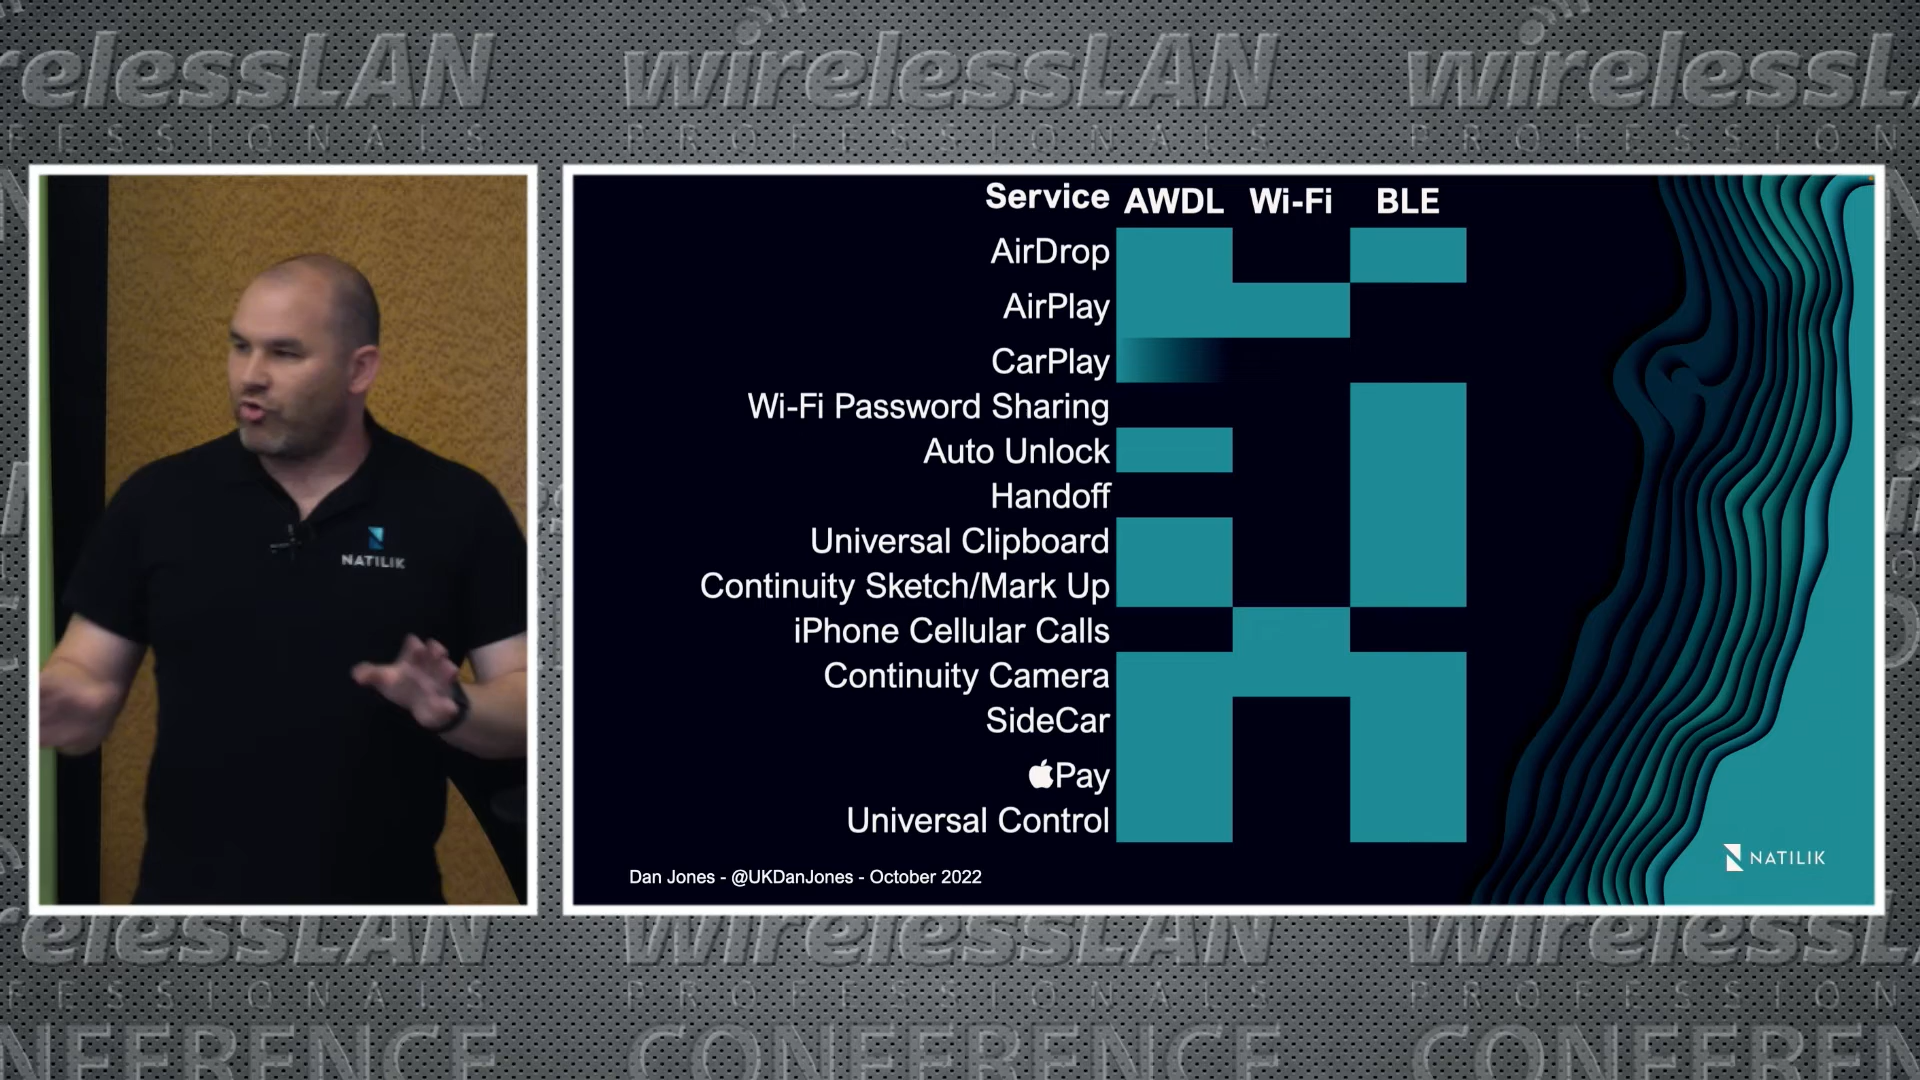 wirelessLAN
PROFESSIONALS
Service AWDL Wi-Fi BLE
AirDrop
AirPlay
CarPlay
Wi-Fi Password Sharing
Auto Unlock
Handoff
Universal Clipboard
Continuity Sketch/Mark Up
iPhone Cellular Calls
Continuity Camera
SideCar
Pay
Universal Control
Dan Jones - @UKDanJones - October 2022
NATILIK
NATILIK
wirelessLAN
PROFESSIONALS
CONFERENCE